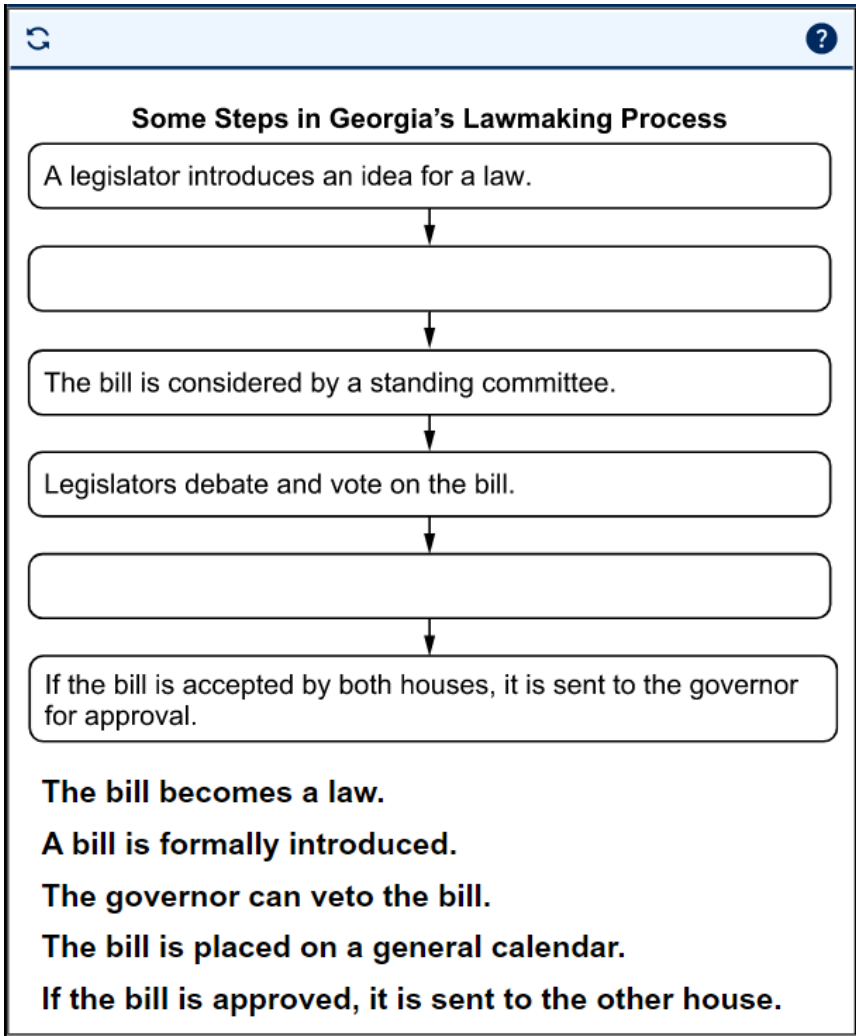 ?
Some Steps in Georgia’s Lawmaking Process
A legislator introduces an idea for a law.
The bill is considered by a standing committee.
Legislators debate and vote on the bill.
If the bill is accepted by both houses, it is sent to the governor
for approval.
The bill becomes a law.
A bill is formally introduced.
The governor can veto the bill.
The bill is placed on a general calendar.
If the bill is approved, it is sent to the other house.